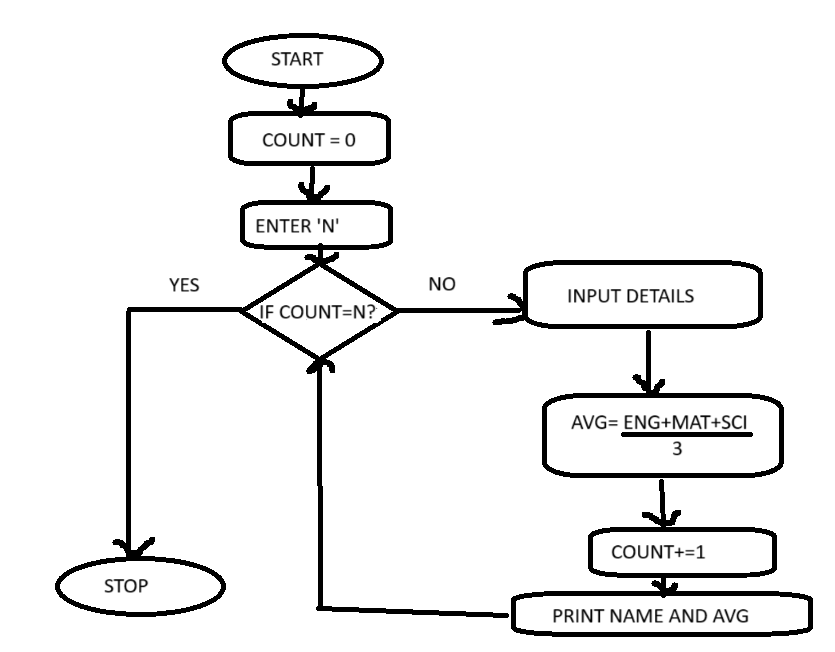 START
COUNT = 0
ENTER 'N'
YES
NO
IF COUNT=N?
INPUT DETAILS
AVG= ENG+MAT+SCI
3
COUNT+=1
STOP
PRINT NAME AND AVG